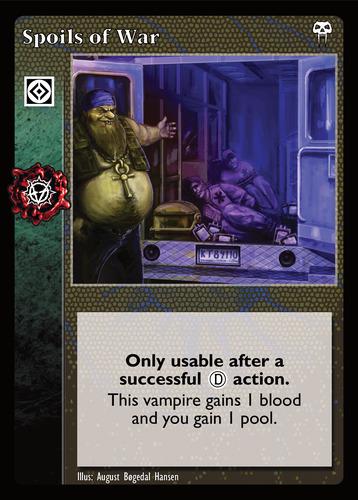 Spoils of War
KT89110
Only usable after a
successful Ⓓ action.
This vampire gains 1 blood
and you gain 1 pool.
Illus: August Bøgedal Hansen